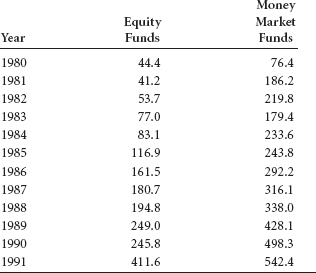 Money
Equity Market
Year Funds Funds
1980 44.4 76.4
1981 41.2 186.2
1982 53.7 219.8
1983 77.0 179.4
1984 83.1 233.6
1985 116.9 243.8
1986 161.5 292.2
1987 180.7 316.1
1988 194.8 338.0
1989 249.0 428.1
1990 245.8 498.3
1991 411.6 542.4